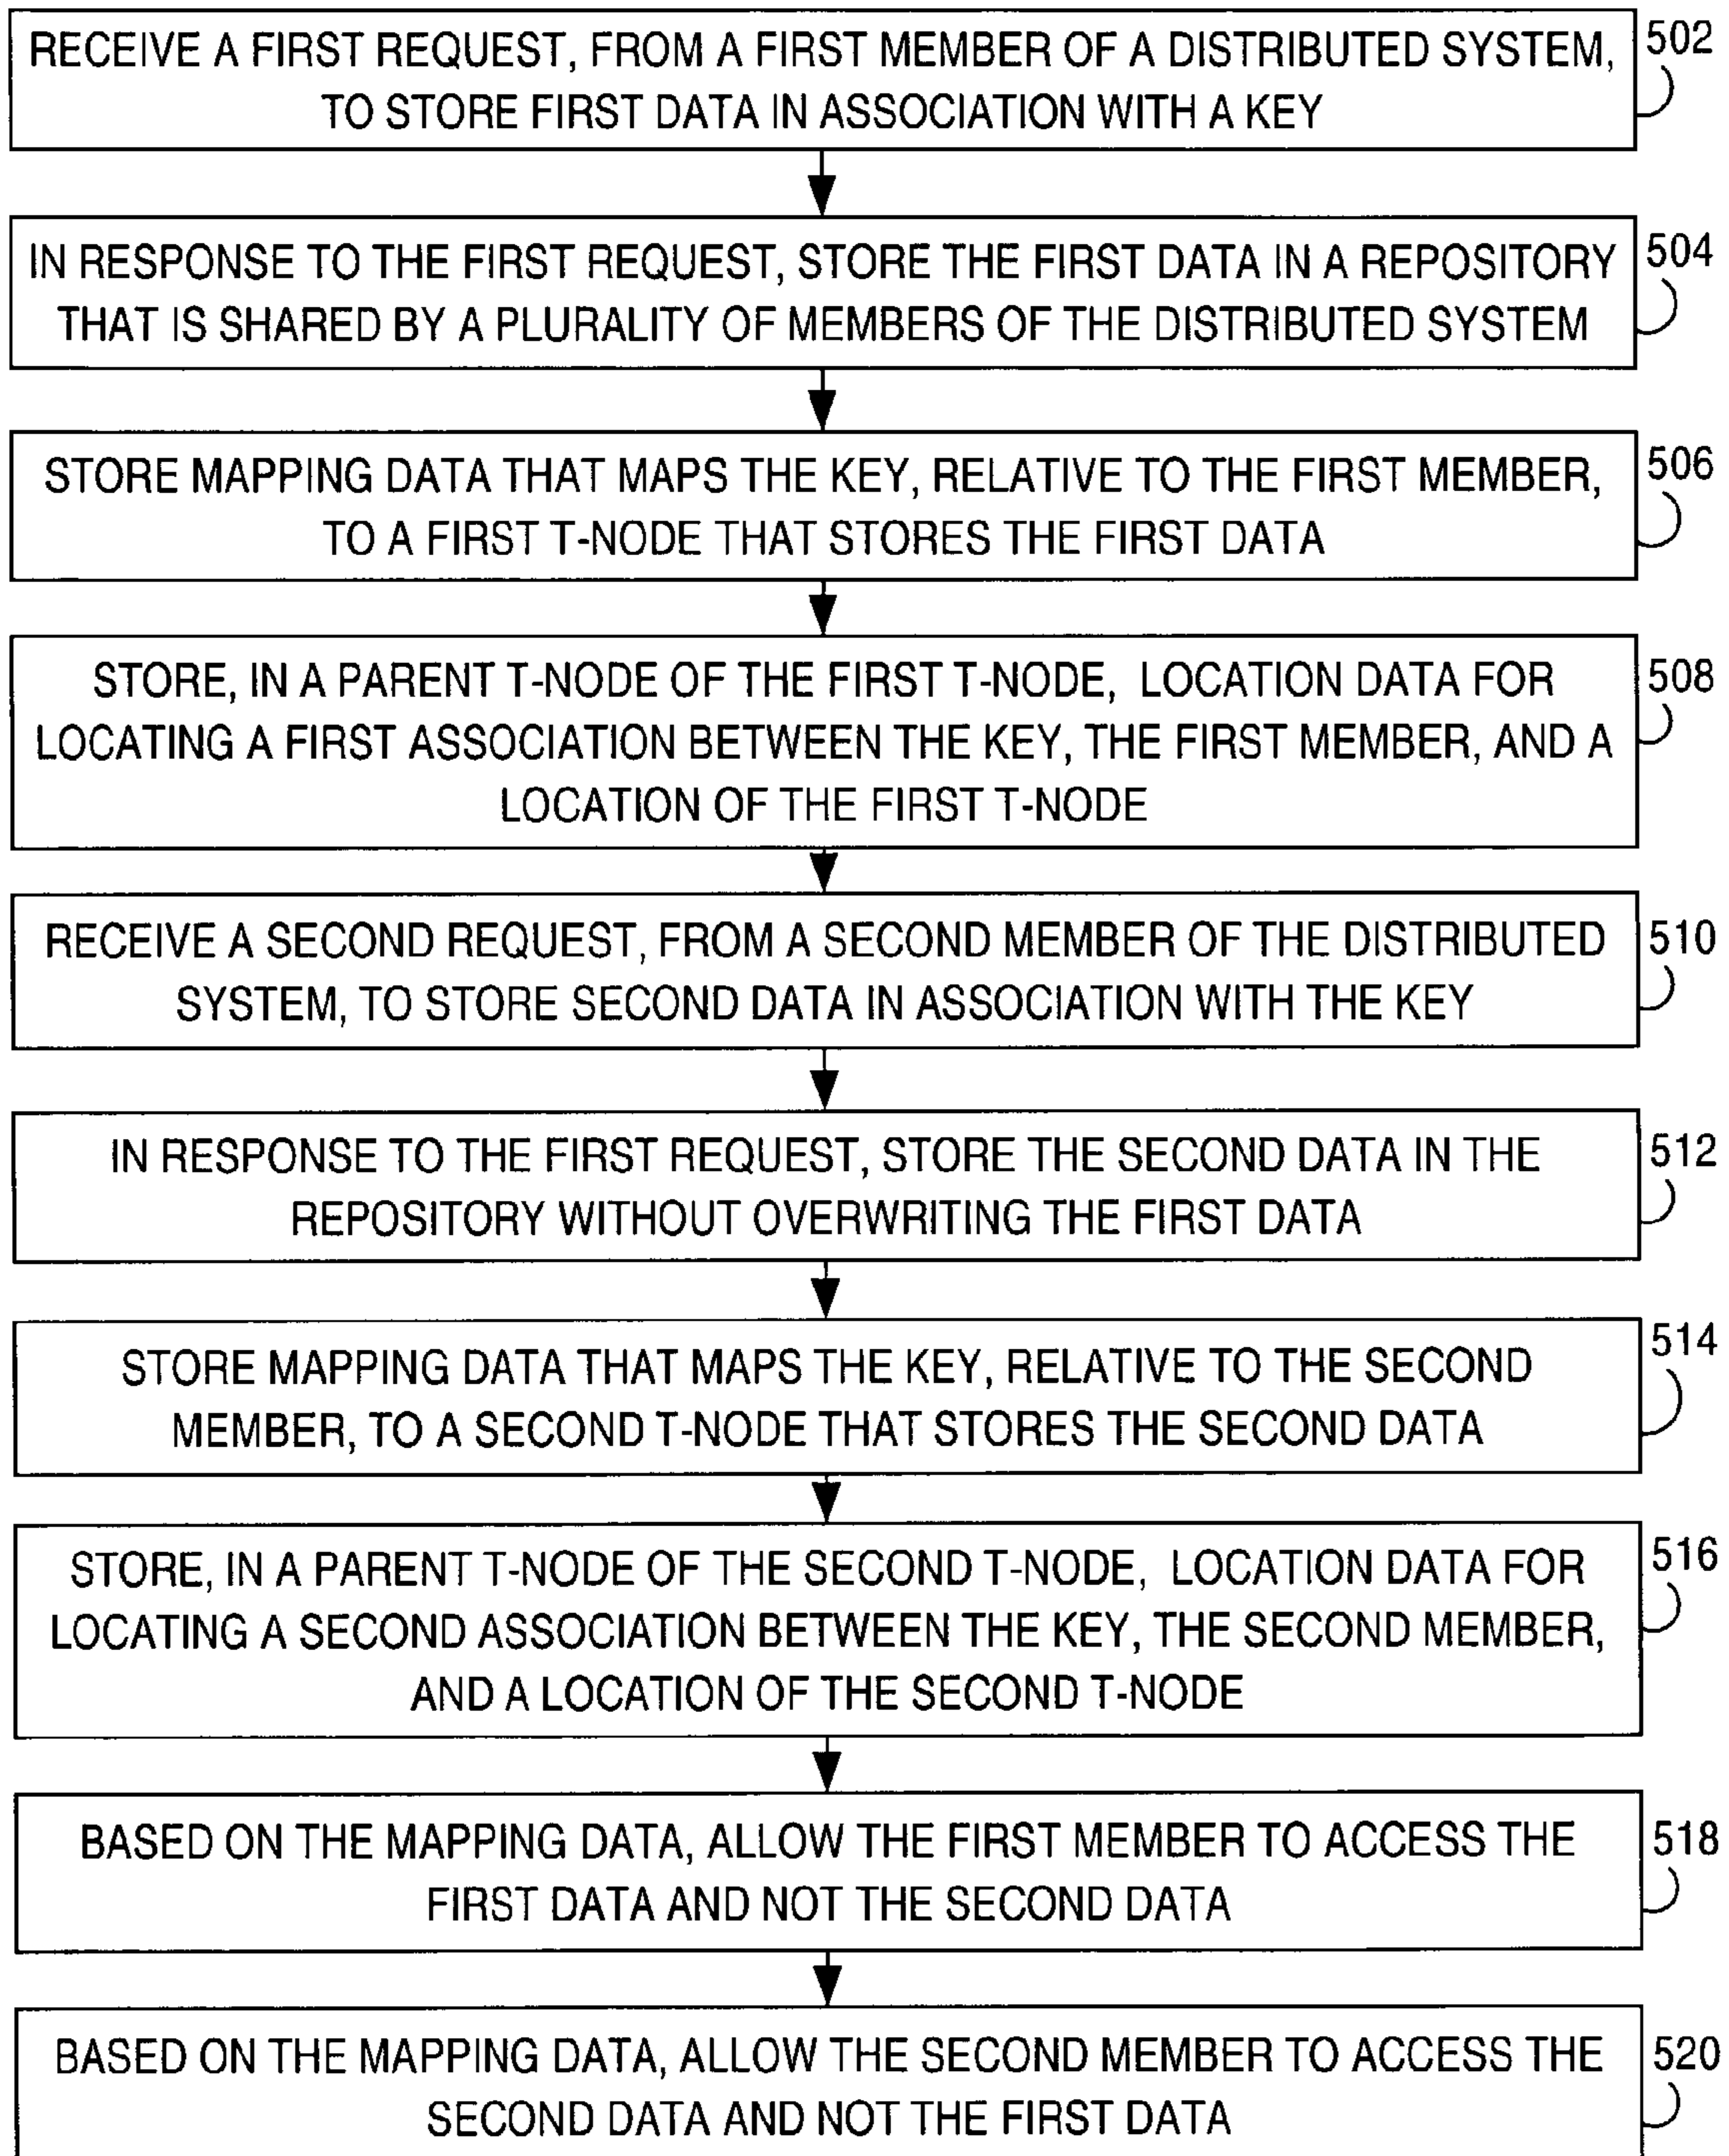 RECEIVE A FIRST REQUEST, FROM A FIRST MEMBER OF A DISTRIBUTED SYSTEM,
TO STORE FIRST DATA IN ASSOCIATION WITH A KEY
502
IN RESPONSE TO THE FIRST REQUEST, STORE THE FIRST DATA IN A REPOSITORY
THAT IS SHARED BY A PLURALITY OF MEMBERS OF THE DISTRIBUTED SYSTEM
504
STORE MAPPING DATA THAT MAPS THE KEY, RELATIVE TO THE FIRST MEMBER,
TO A FIRST T-NODE THAT STORES THE FIRST DATA
506
STORE, IN A PARENT T-NODE OF THE FIRST T-NODE, LOCATION DATA FOR
LOCATING A FIRST ASSOCIATION BETWEEN THE KEY, THE FIRST MEMBER, AND A
LOCATION OF THE FIRST T-NODE
508
RECEIVE A SECOND REQUEST, FROM A SECOND MEMBER OF THE DISTRIBUTED
SYSTEM, TO STORE SECOND DATA IN ASSOCIATION WITH THE KEY
510
IN RESPONSE TO THE FIRST REQUEST, STORE THE SECOND DATA IN THE
REPOSITORY WITHOUT OVERWRITING THE FIRST DATA
512
STORE MAPPING DATA THAT MAPS THE KEY, RELATIVE TO THE SECOND
MEMBER, TO A SECOND T-NODE THAT STORES THE SECOND DATA
514
STORE, IN A PARENT T-NODE OF THE SECOND T-NODE, LOCATION DATA FOR
LOCATING A SECOND ASSOCIATION BETWEEN THE KEY, THE SECOND MEMBER,
AND A LOCATION OF THE SECOND T-NODE
516
BASED ON THE MAPPING DATA, ALLOW THE FIRST MEMBER TO ACCESS THE
FIRST DATA AND NOT THE SECOND DATA
518
BASED ON THE MAPPING DATA, ALLOW THE SECOND MEMBER TO ACCESS THE
SECOND DATA AND NOT THE FIRST DATA
520